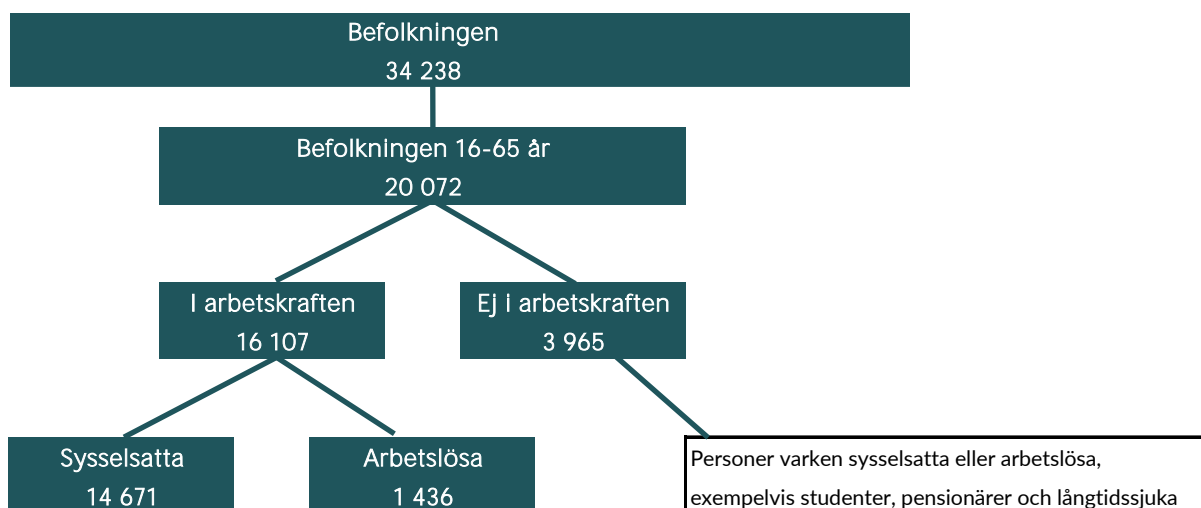 Befolkningen
34 238
Befolkningen 16-65 år
20 072
I arbetskraften
16 107
Ej i arbetskraften
3 965
Sysselsatta
14 671
Arbetslösa
1 436
Personer varken sysselsatta eller arbetslösa,
exempelvis studenter, pensionärer och långtidssjuka